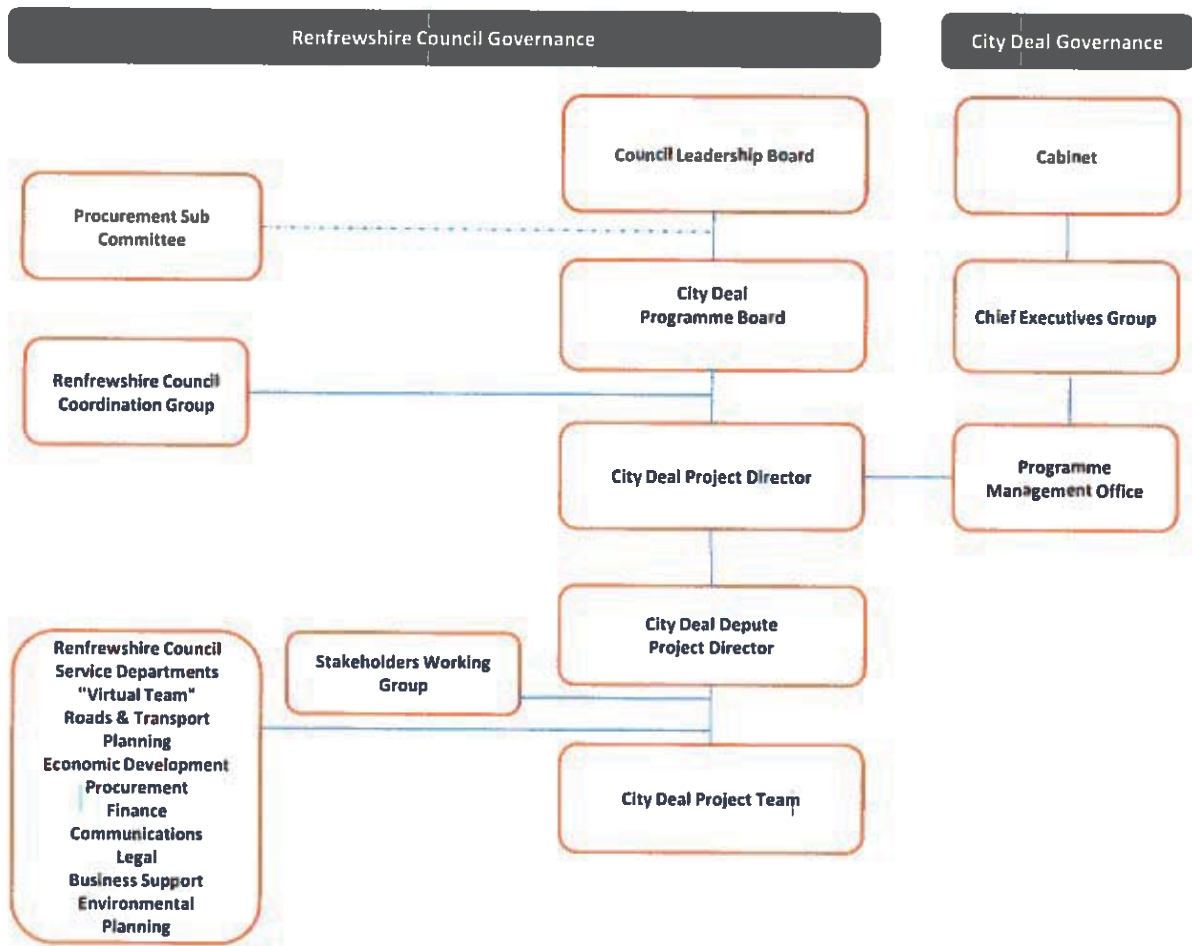 Renfrewshire Council Governance
City Deal Governance
Council Leadership Board
Cabinet
Procurement Sub
Committee
City Deal
Programme Board
Chief Executives Group
Renfrewshire Council
Coordination Group
City Deal Project Director
Programme
Management Office
City Deal Depute
Project Director
Stakeholders Working
Group
Renfrewshire Council
Service Departments
"Virtual Team"
Roads & Transport
Planning
Economic Development
Procurement
Finance
Communications
Legal
Business Support
Environmental
Planning
City Deal Project Team